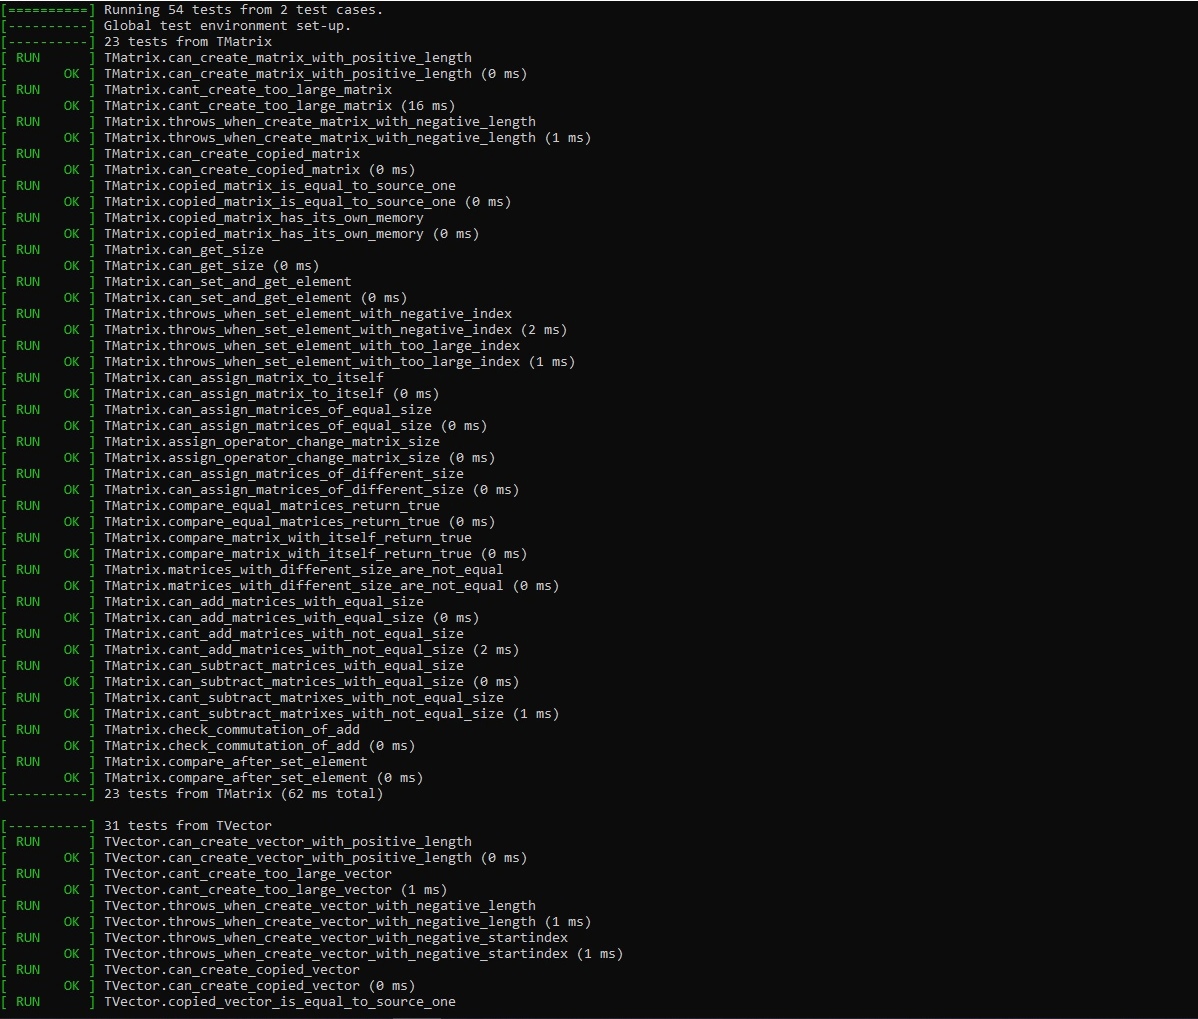 [==========] Running 54 tests from 2 test cases.
[----------] Global test environment set-up.
[----------] 23 tests from TMatrix
[ RUN      ] TMatrix.can_create_matrix_with_positive_length
[       OK ] TMatrix.can_create_matrix_with_positive_length (0 ms)
[ RUN      ] TMatrix.cant_create_too_large_matrix
[       OK ] TMatrix.cant_create_too_large_matrix (16 ms)
[ RUN      ] TMatrix.throws_when_create_matrix_with_negative_length
[       OK ] TMatrix.throws_when_create_matrix_with_negative_length (1 ms)
[ RUN      ] TMatrix.can_create_copied_matrix
[       OK ] TMatrix.can_create_copied_matrix (0 ms)
[ RUN      ] TMatrix.copied_matrix_is_equal_to_source_one
[       OK ] TMatrix.copied_matrix_is_equal_to_source_one (0 ms)
[ RUN      ] TMatrix.copied_matrix_has_its_own_memory
[       OK ] TMatrix.copied_matrix_has_its_own_memory (0 ms)
[ RUN      ] TMatrix.can_get_size
[       OK ] TMatrix.can_get_size (0 ms)
[ RUN      ] TMatrix.can_set_and_get_element
[       OK ] TMatrix.can_set_and_get_element (0 ms)
[ RUN      ] TMatrix.throws_when_set_element_with_negative_index
[       OK ] TMatrix.throws_when_set_element_with_negative_index (2 ms)
[ RUN      ] TMatrix.throws_when_set_element_with_too_large_index
[       OK ] TMatrix.throws_when_set_element_with_too_large_index (1 ms)
[ RUN      ] TMatrix.can_assign_matrix_to_itself
[       OK ] TMatrix.can_assign_matrix_to_itself (0 ms)
[ RUN      ] TMatrix.can_assign_matrices_of_equal_size
[       OK ] TMatrix.can_assign_matrices_of_equal_size (0 ms)
[ RUN      ] TMatrix.assign_operator_change_matrix_size
[       OK ] TMatrix.assign_operator_change_matrix_size (0 ms)
[ RUN      ] TMatrix.can_assign_matrices_of_different_size
[       OK ] TMatrix.can_assign_matrices_of_different_size (0 ms)
[ RUN      ] TMatrix.compare_equal_matrices_return_true
[       OK ] TMatrix.compare_equal_matrices_return_true (0 ms)
[ RUN      ] TMatrix.compare_matrix_with_itself_return_true
[       OK ] TMatrix.compare_matrix_with_itself_return_true (0 ms)
[ RUN      ] TMatrix.matrices_with_different_size_are_not_equal
[       OK ] TMatrix.matrices_with_different_size_are_not_equal (0 ms)
[ RUN      ] TMatrix.can_add_matrices_with_equal_size
[       OK ] TMatrix.can_add_matrices_with_equal_size (0 ms)
[ RUN      ] TMatrix.cant_add_matrices_with_not_equal_size
[       OK ] TMatrix.cant_add_matrices_with_not_equal_size (2 ms)
[ RUN      ] TMatrix.can_subtract_matrices_with_equal_size
[       OK ] TMatrix.can_subtract_matrices_with_equal_size (0 ms)
[ RUN      ] TMatrix.cant_subtract_matrixes_with_not_equal_size
[       OK ] TMatrix.cant_subtract_matrixes_with_not_equal_size (1 ms)
[ RUN      ] TMatrix.check_commutation_of_add
[       OK ] TMatrix.check_commutation_of_add (0 ms)
[ RUN      ] TMatrix.compare_after_set_element
[       OK ] TMatrix.compare_after_set_element (0 ms)
[----------] 23 tests from TMatrix (62 ms total)

[----------] 31 tests from TVector
[ RUN      ] TVector.can_create_vector_with_positive_length
[       OK ] TVector.can_create_vector_with_positive_length (0 ms)
[ RUN      ] TVector.cant_create_too_large_vector
[       OK ] TVector.cant_create_too_large_vector (1 ms)
[ RUN      ] TVector.throws_when_create_vector_with_negative_length
[       OK ] TVector.throws_when_create_vector_with_negative_length (1 ms)
[ RUN      ] TVector.throws_when_create_vector_with_negative_startindex
[       OK ] TVector.throws_when_create_vector_with_negative_startindex (1 ms)
[ RUN      ] TVector.can_create_copied_vector
[       OK ] TVector.can_create_copied_vector (0 ms)
[ RUN      ] TVector.copied_vector_is_equal_to_source_one